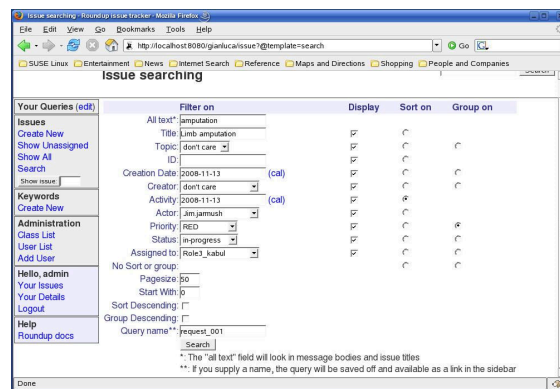 Issue searching - Roundup issue tracker - Mozilla Firefox
File Edit View Go Bookmarks Tools Help
http://localhost:8080/gianluca/issue?@template=search Go
SUSE Linux Entertainment News Internet Search Reference Maps and Directions Shopping People and Companies
Issue searching
Your Queries (edit)
Issues
Create New
Show Unassigned
Show All
Search
Show issue:
Keywords
Create New
Administration
Class List
User List
Add User
Hello, admin
Your Issues
Your Details
Logout
Help
Roundup docs
Filter on Display Sort on Group on
All text*: amputation
Title: Limb amputation
Topic: don't care
ID:
Creation Date: 2008-11-13 (cal)
Creator: don't care
Activity: 2008-11-13 (cal)
Actor: Jim.jarmush
Priority: RED
Status: in-progress
Assigned to: Role3_kabul
No Sort or group:
Pagesize: 50
Start With: 0
Sort Descending:
Group Descending:
Query name**: request_001
Search
*: The "all text" field will look in message bodies and issue titles
**: If you supply a name, the query will be saved off and available as a link in the sidebar
Done